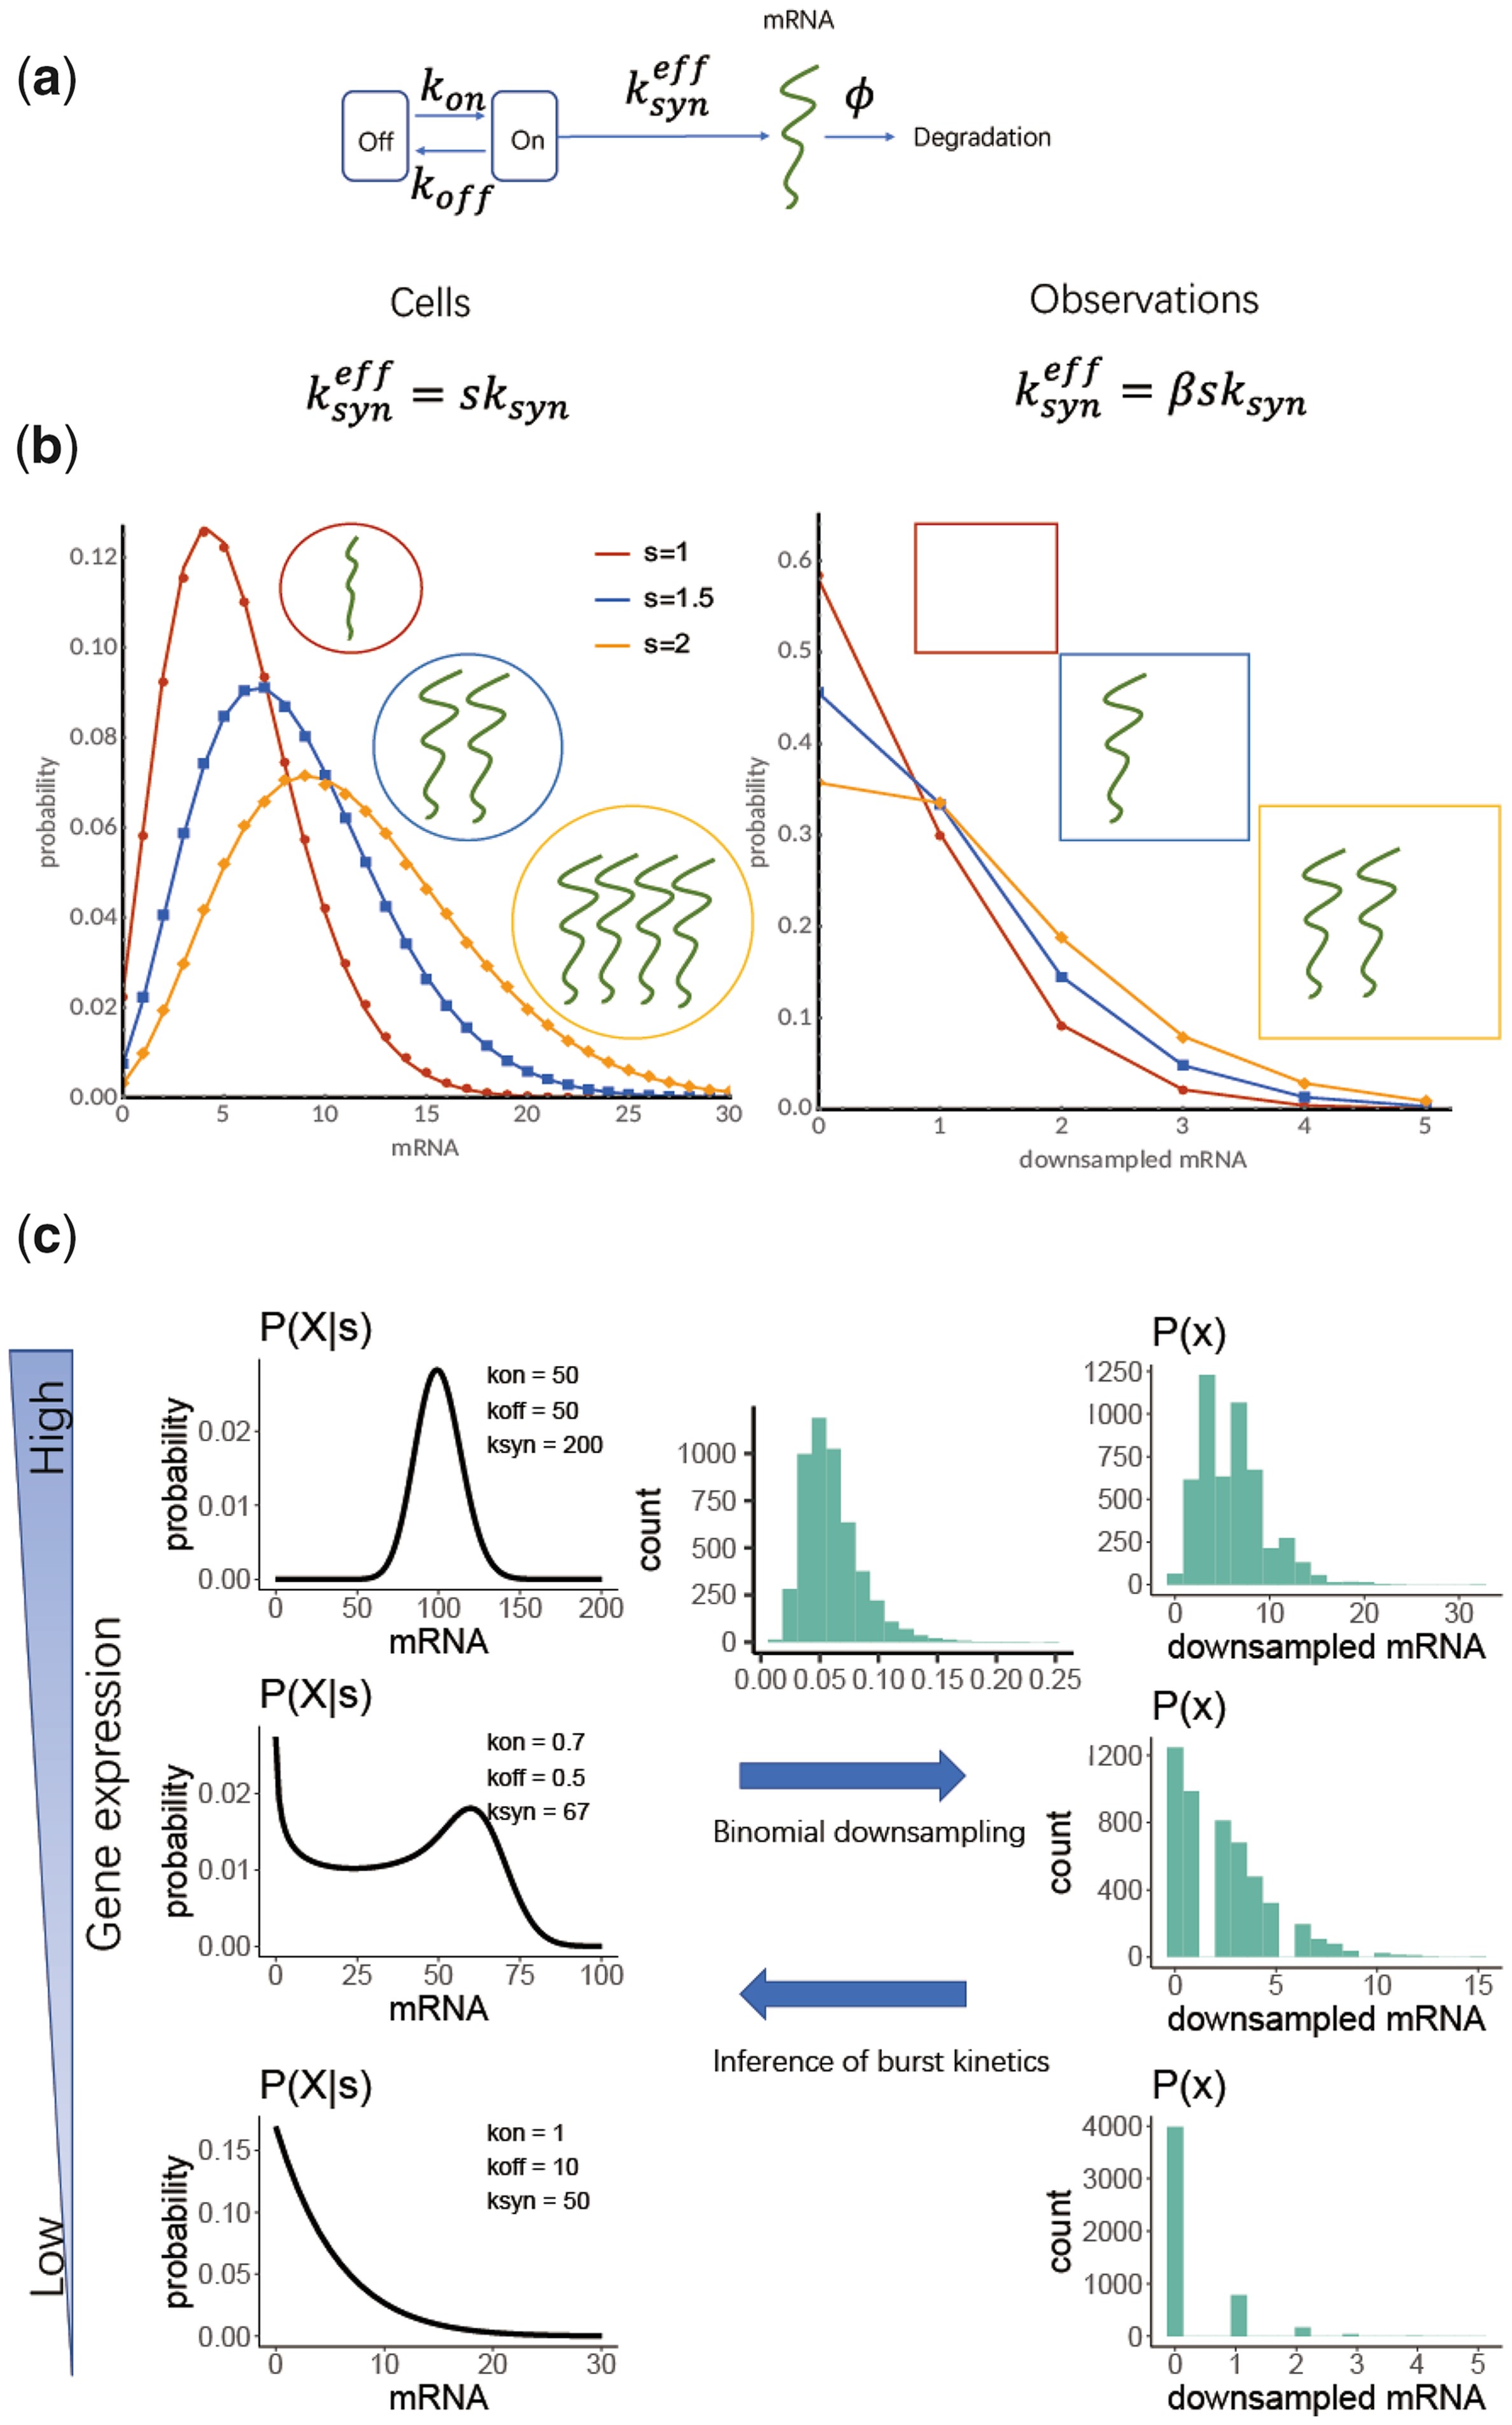 mRNA
(a)
Off
k_on
k_off
On
k_syn^eff
ϕ
Degradation
Cells
Observations
k_syn^eff = sk_syn
k_syn^eff = βsk_syn
(b)
probability
0.12
0.10
0.08
0.06
0.04
0.02
0.00
0 5 10 15 20 25 30
mRNA
s=1
s=1.5
s=2
probability
0.6
0.5
0.4
0.3
0.2
0.1
0.0
0 1 2 3 4 5
downsampled mRNA
(c)
High
Gene expression
Low
P(X|s)
probability
0.02
0.01
0.00
kon = 50
koff = 50
ksyn = 200
0 50 100 150 200
mRNA
count
1000
750
500
250
0
0.00 0.05 0.10 0.15 0.20 0.25
P(x)
1250
1000
750
500
250
0
0 10 20 30
downsampled mRNA
P(X|s)
probability
0.02
0.01
0.00
kon = 0.7
koff = 0.5
ksyn = 67
0 25 50 75 100
mRNA
Binomial downsampling
Inference of burst kinetics
P(x)
count
1200
800
400
0
0 5 10 15
downsampled mRNA
P(X|s)
probability
0.15
0.10
0.05
0.00
kon = 1
koff = 10
ksyn = 50
0 10 20 30
mRNA
P(x)
count
4000
3000
2000
1000
0
0 1 2 3 4 5
downsampled mRNA